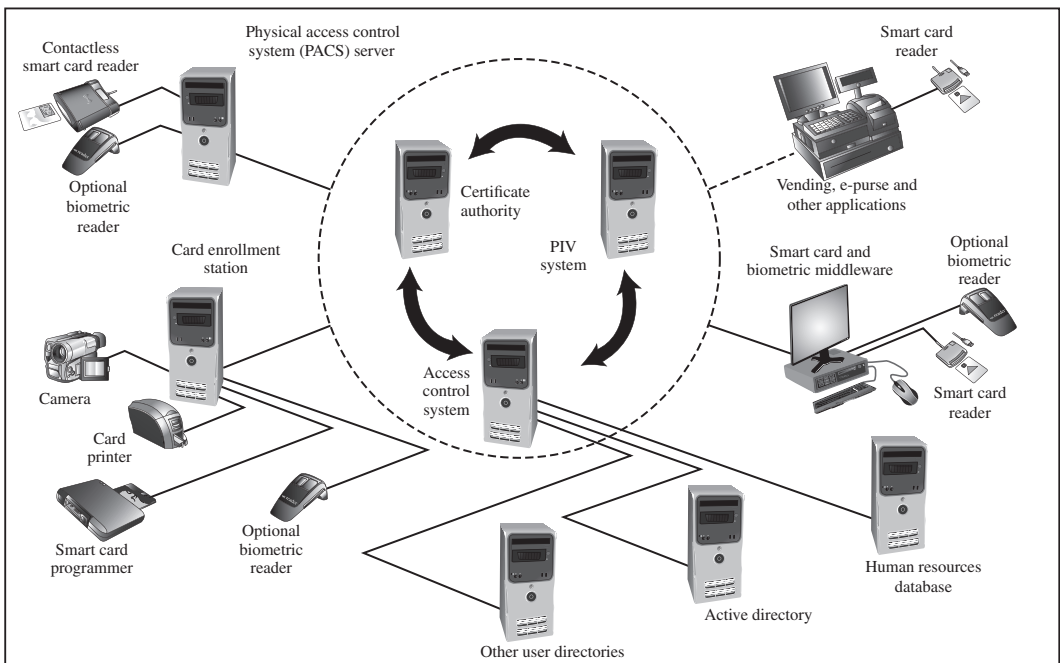 Contactless
smart card reader
Physical access control
system (PACS) server
Optional
biometric
reader
Smart card
reader
Vending, e-purse and
other applications
Certificate
authority
PIV
system
Access
control
system
Card enrollment
station
Camera
Card
printer
Smart card
programmer
Optional
biometric
reader
Smart card and
biometric middleware
Optional
biometric
reader
Smart card
reader
Other user directories
Active directory
Human resources
database